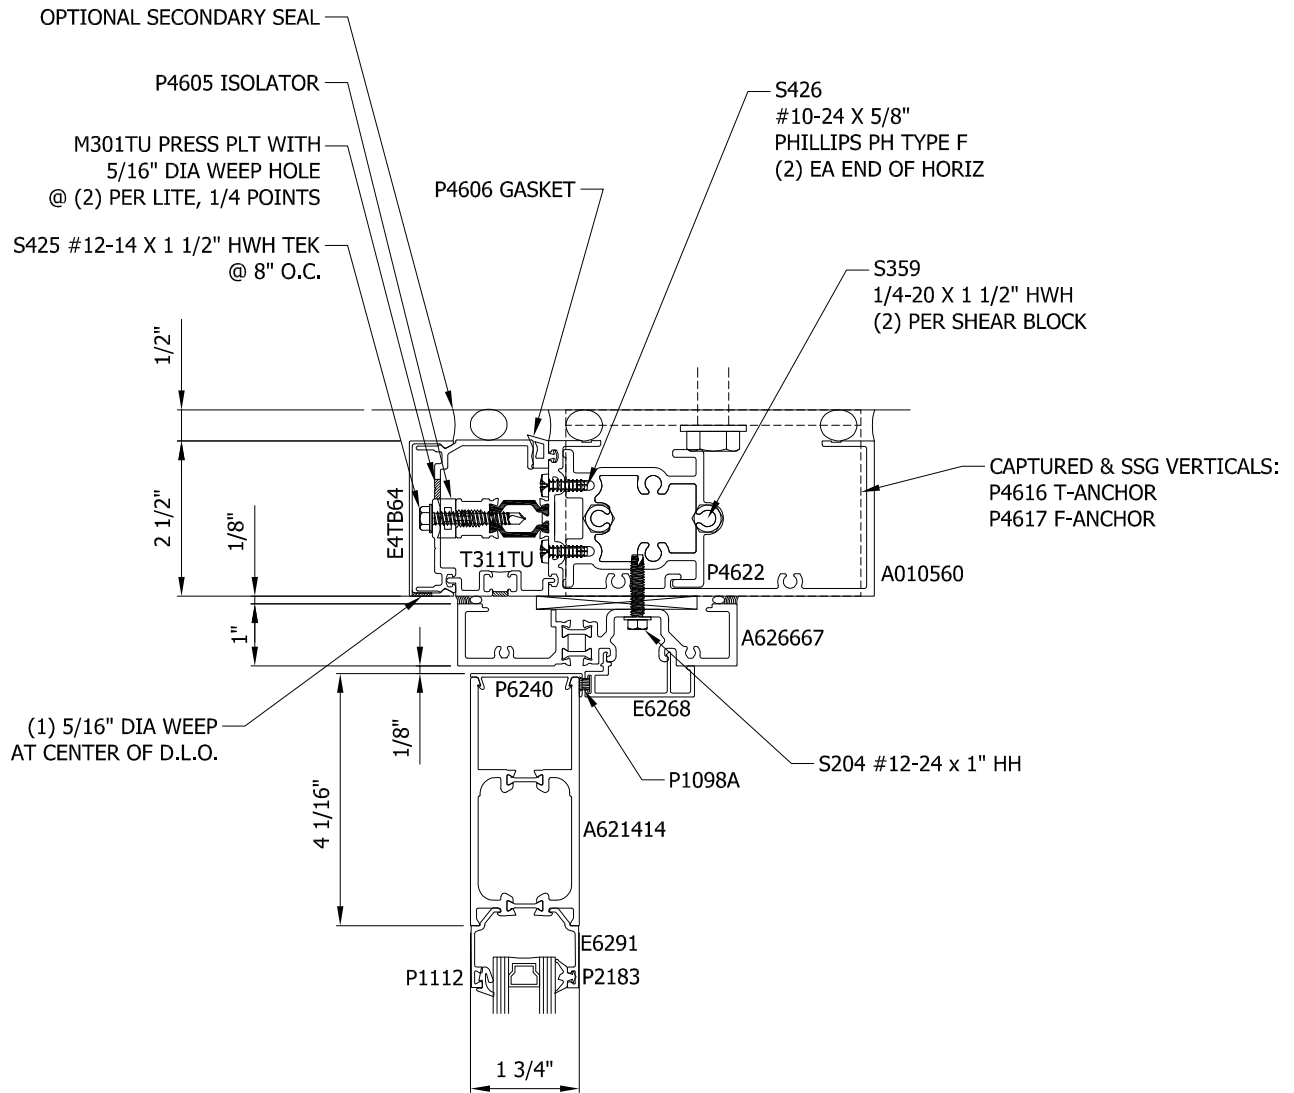 OPTIONAL SECONDARY SEAL
P4605 ISOLATOR
M301TU PRESS PLT WITH
5/16" DIA WEEP HOLE
@ (2) PER LITE, 1/4 POINTS
S425 #12-14 X 1 1/2" HWH TEK
@ 8" O.C.
P4606 GASKET
S426
#10-24 X 5/8"
PHILLIPS PH TYPE F
(2) EA END OF HORIZ
S359
1/4-20 X 1 1/2" HWH
(2) PER SHEAR BLOCK
1/2"
CAPTURED & SSG VERTICALS:
P4616 T-ANCHOR
P4617 F-ANCHOR
2 1/2"
1/8"
E4TB64
T311TU
P4622
A010560
1"
A626667
P6240
E6268
(1) 5/16" DIA WEEP
AT CENTER OF D.L.O.
1/8"
P1098A
S204 #12-24 x 1" HH
4 1/16"
A621414
E6291
P1112
P2183
1 3/4"